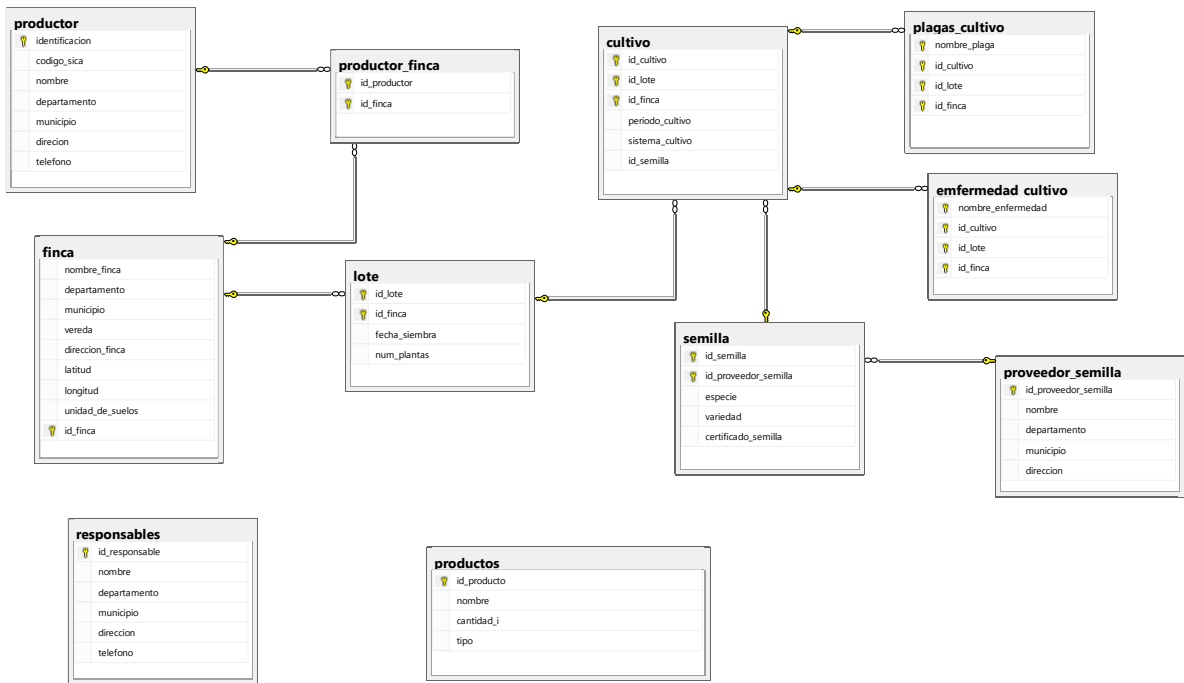 productor
identificacion
codigo_sica
nombre
departamento
municipio
direcion
telefono
productor_finca
id_productor
id_finca
cultivo
id_cultivo
id_lote
id_finca
periodo_cultivo
sistema_cultivo
id_semilla
plagas_cultivo
nombre_plaga
id_cultivo
id_lote
id_finca
emfermedad_cultivo
nombre_enfermedad
id_cultivo
id_lote
id_finca
finca
nombre_finca
departamento
municipio
vereda
direccion_finca
latitud
longitud
unidad_de_suelos
id_finca
lote
id_lote
id_finca
fecha_siembra
num_plantas
semilla
id_semilla
id_proveedor_semilla
especie
variedad
certificado_semilla
proveedor_semilla
id_proveedor_semilla
nombre
departamento
municipio
direccion
responsables
id_responsable
nombre
departamento
municipio
direccion
telefono
productos
id_producto
nombre
cantidad_i
tipo